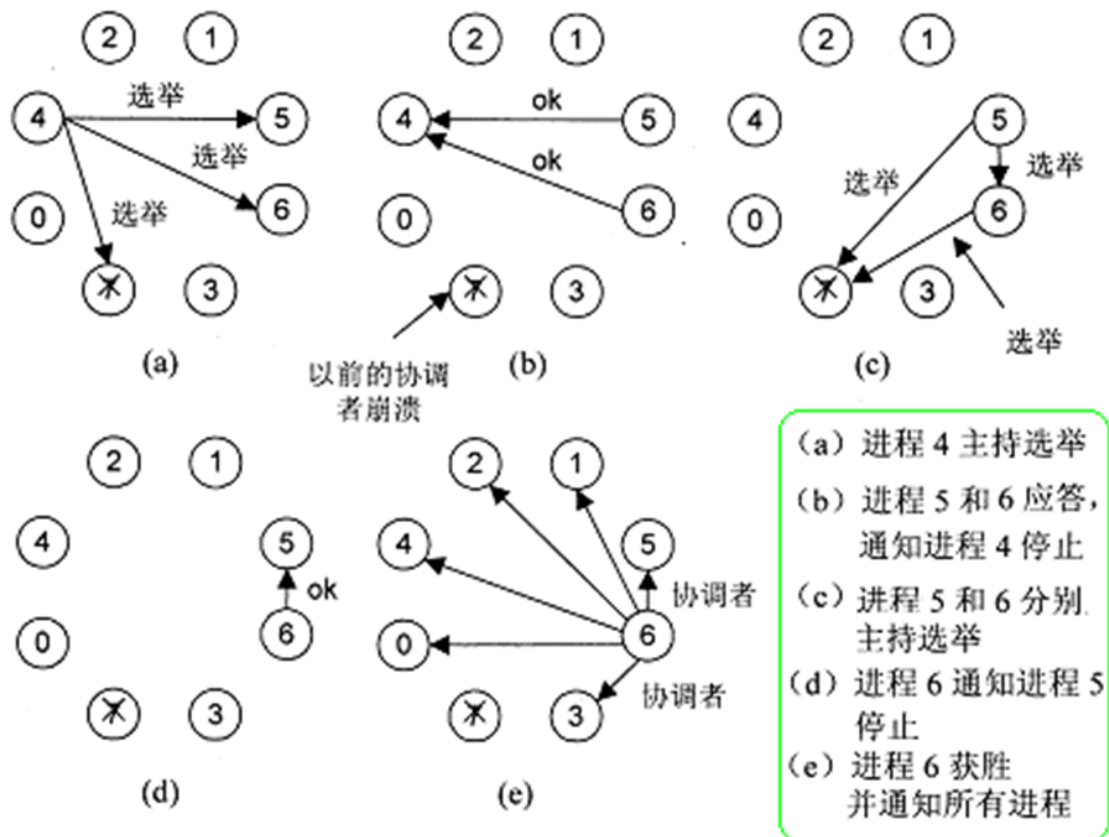 2 1
选举
4 5
选举
选举
0 6
7 3
(a)
2 1
ok
4 5
ok
0 6
7 3
以前的协调
者崩溃
(b)
2 1
4 5
选举 选举
0 6
7 3
选举
(c)
2 1
4 5
ok
0 6
7 3
(d)
2 1
4 5
协调者
0 6
协调者
7 3
(e)
(a) 进程 4 主持选举
(b) 进程 5 和 6 应答，
通知进程 4 停止
(c) 进程 5 和 6 分别
主持选举
(d) 进程 6 通知进程 5
停止
(e) 进程 6 获胜
并通知所有进程